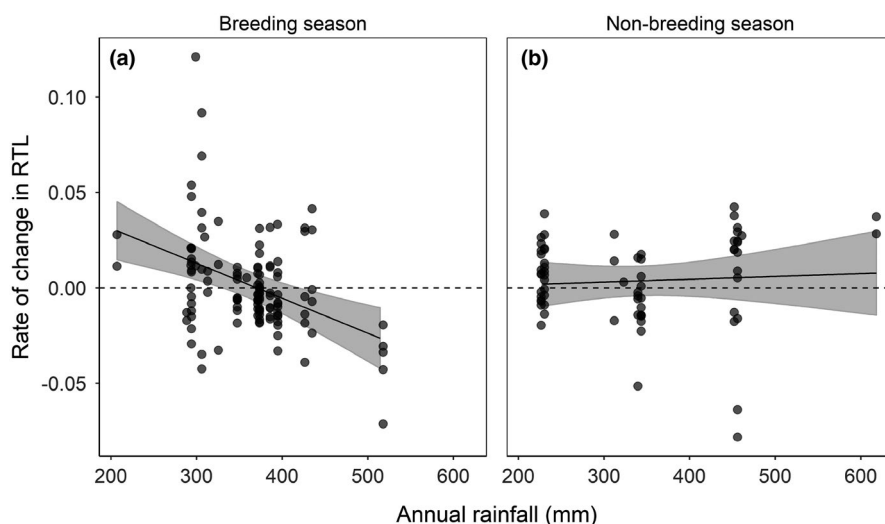 Breeding season
Non-breeding season
(a)
(b)
Rate of change in RTL
0.10
0.05
0.00
-0.05
200 300 400 500 600
200 300 400 500 600
Annual rainfall (mm)